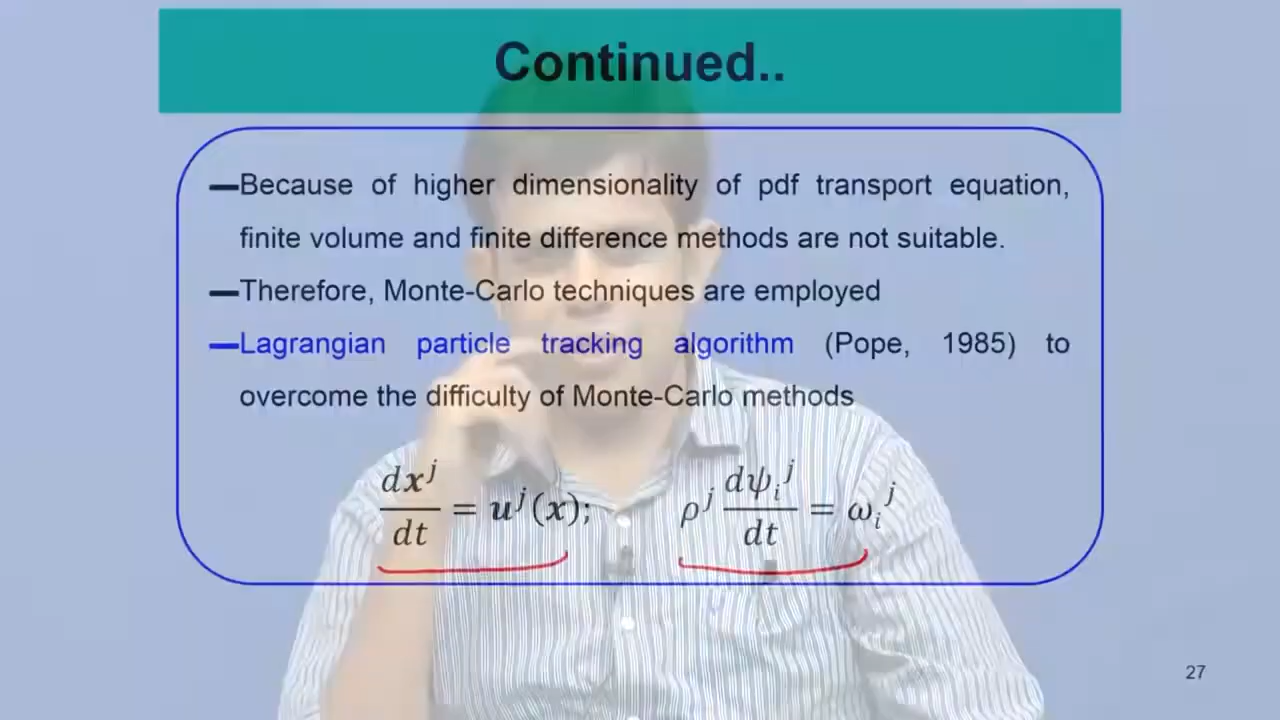 Continued..
—Because of higher dimensionality of pdf transport equation,
finite volume and finite difference methods are not suitable.
—Therefore, Monte-Carlo techniques are employed
—Lagrangian particle tracking algorithm (Pope, 1985) to
overcome the difficulty of Monte-Carlo methods
dx^j/dt = u^j(x); ρ^j dψ_i^j/dt = ω_i^j
27